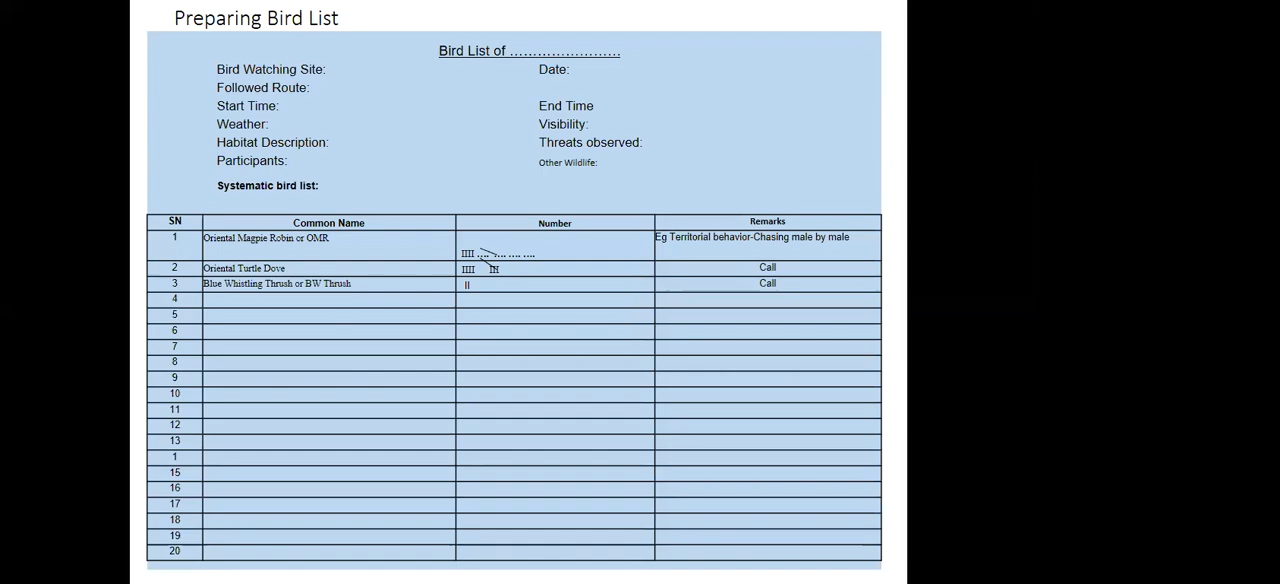 Preparing Bird List
Bird List of ........................
Bird Watching Site: Date:
Followed Route:
Start Time: End Time
Weather: Visibility:
Habitat Description: Threats observed:
Participants: Other Wildlife:
Systematic bird list:
SN Common Name Number Remarks
1 Oriental Magpie Robin or OMR IIII .... .... .... .... Eg Territorial behavior-Chasing male by male
2 Oriental Turtle Dove IIII III Call
3 Blue Whistling Thrush or BW Thrush II Call
4
5
6
7
8
9
10
11
12
13
1
15
16
17
18
19
20